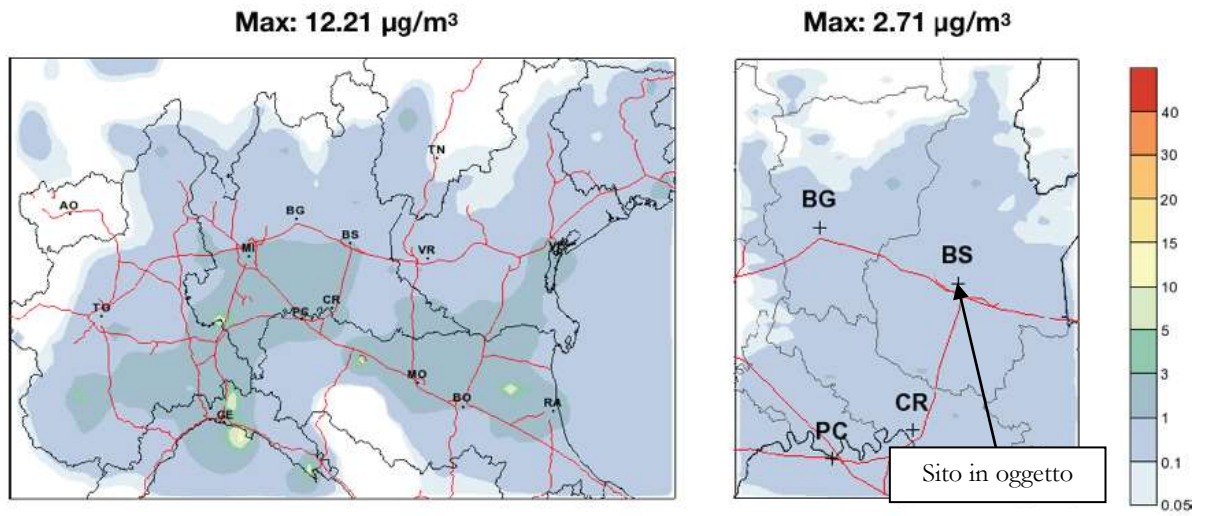 Max: 12.21 µg/m³
Max: 2.71 µg/m³
AO
TN
BG
BS
MI
VR
VE
TO
PC
CR
GE
MO
BO
RA
BG
BS
CR
PC
Sito in oggetto
40
30
20
15
10
5
3
1
0.1
0.05